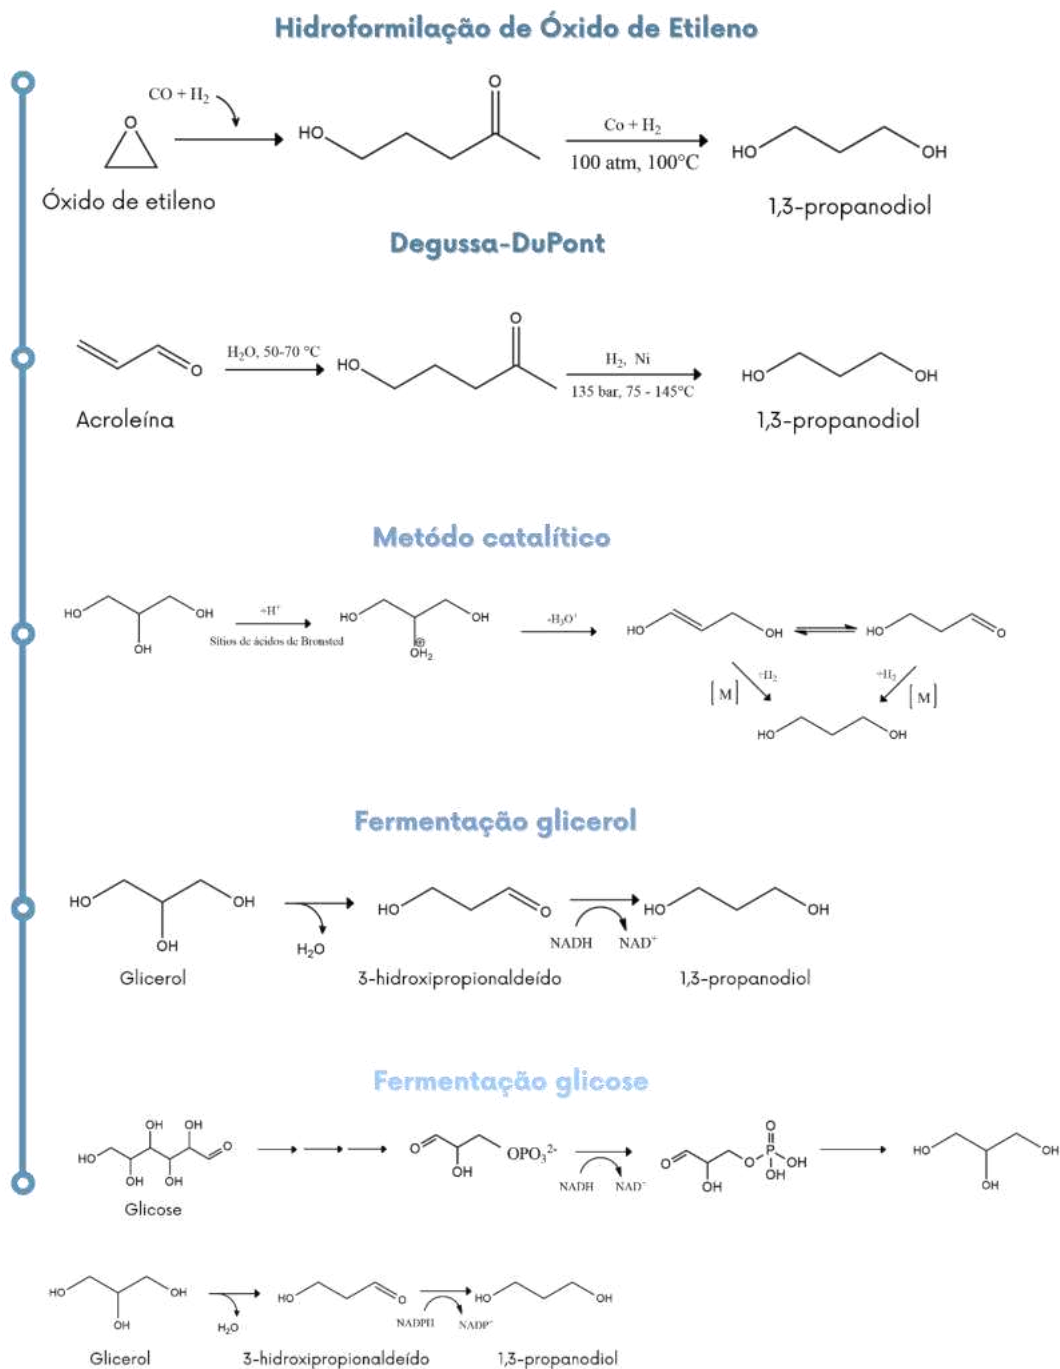 Hidroformilação de Óxido de Etileno
CO + H₂
O
HO
O
Co + H₂
100 atm, 100°C
HO
OH
Óxido de etileno
1,3-propanodiol
Degussa-DuPont
O
H₂O, 50-70 °C
HO
O
H₂, Ni
135 bar, 75 - 145°C
HO
OH
Acroleína
1,3-propanodiol
Metódo catalítico
HO
OH
OH
+H⁺
Sítios de ácidos de Bronsted
HO
OH
⊕
OH₂
-H₃O⁺
HO
OH
HO
O
+H₂
[M]
+H₂
[M]
HO
OH
Fermentação glicerol
HO
OH
OH
H₂O
HO
O
NADH
NAD⁺
HO
OH
Glicerol
3-hidroxipropionaldeído
1,3-propanodiol
Fermentação glicose
HO
OH
OH
O
OH
OH
O
OH
OPO₃²⁻
NADH
NAD⁺
O
OH
O
P
O
OH
OH
HO
OH
OH
Glicose
HO
OH
OH
H₂O
HO
O
NADPH
NADP⁺
HO
OH
Glicerol
3-hidroxipropionaldeído
1,3-propanodiol